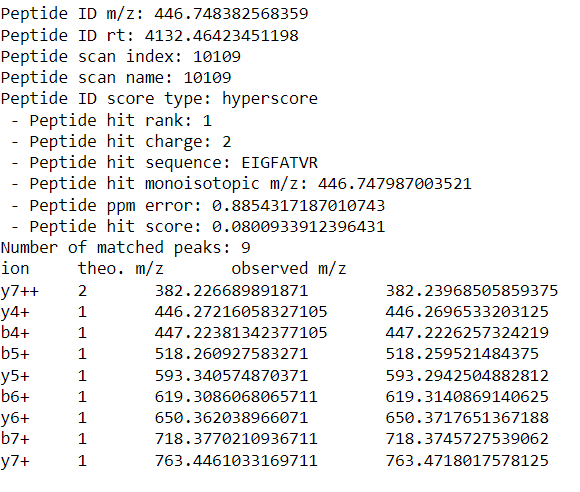 Peptide ID m/z: 446.748382568359
Peptide ID rt: 4132.46423451198
Peptide scan index: 10109
Peptide scan name: 10109
Peptide ID score type: hyperscore
- Peptide hit rank: 1
- Peptide hit charge: 2
- Peptide hit sequence: EIGFATVR
- Peptide hit monoisotopic m/z: 446.747987003521
- Peptide ppm error: 0.8854317187010743
- Peptide hit score: 0.0800933912396431
Number of matched peaks: 9
ion theo. m/z observed m/z
y7++ 2 382.226689891871 382.23968505859375
y4+ 1 446.27216058327105 446.2696533203125
b4+ 1 447.22381342377105 447.2226257324219
b5+ 1 518.260927583271 518.259521484375
y5+ 1 593.340574870371 593.2942504882812
b6+ 1 619.3086068065711 619.3140869140625
y6+ 1 650.362038966071 650.3717651367188
b7+ 1 718.3770210936711 718.3745727539062
y7+ 1 763.4461033169711 763.4718017578125